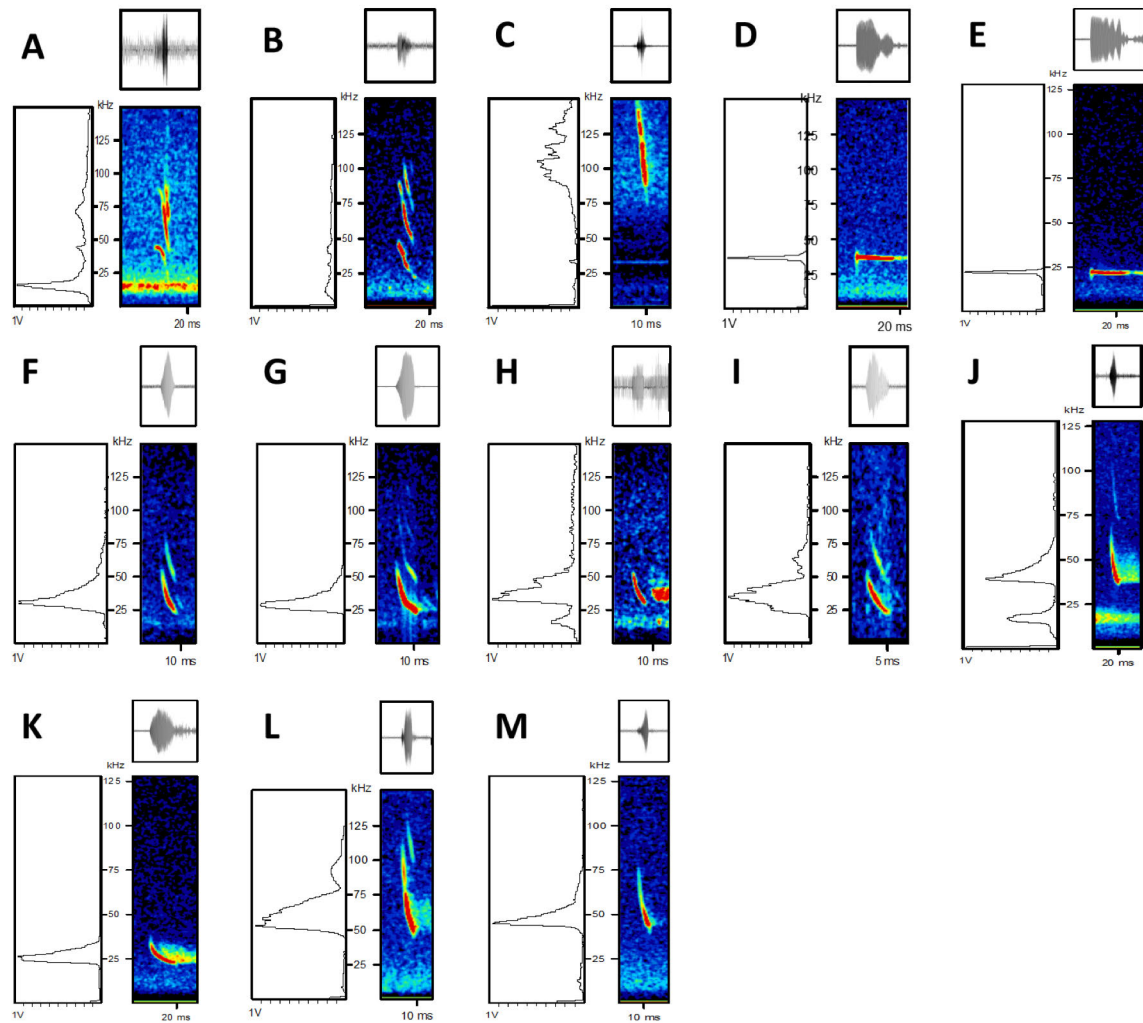 A B C D E
kHz kHz kHz kHz kHz
125 125 125 125 125
100 100 100 100 100
75 75 75 75 75
50 50 50 50 50
25 25 25 25 25
1V 20 ms 1V 20 ms 1V 10 ms 1V 20 ms 1V 20 ms
F G H I J
kHz kHz kHz kHz kHz
125 125 125 125 125
100 100 100 100 100
75 75 75 75 75
50 50 50 50 50
25 25 25 25 25
1V 10 ms 1V 10 ms 1V 10 ms 1V 5 ms 1V 20 ms
K L M
kHz kHz kHz
125 125 125
100 100 100
75 75 75
50 50 50
25 25 25
1V 20 ms 1V 10 ms 1V 10 ms